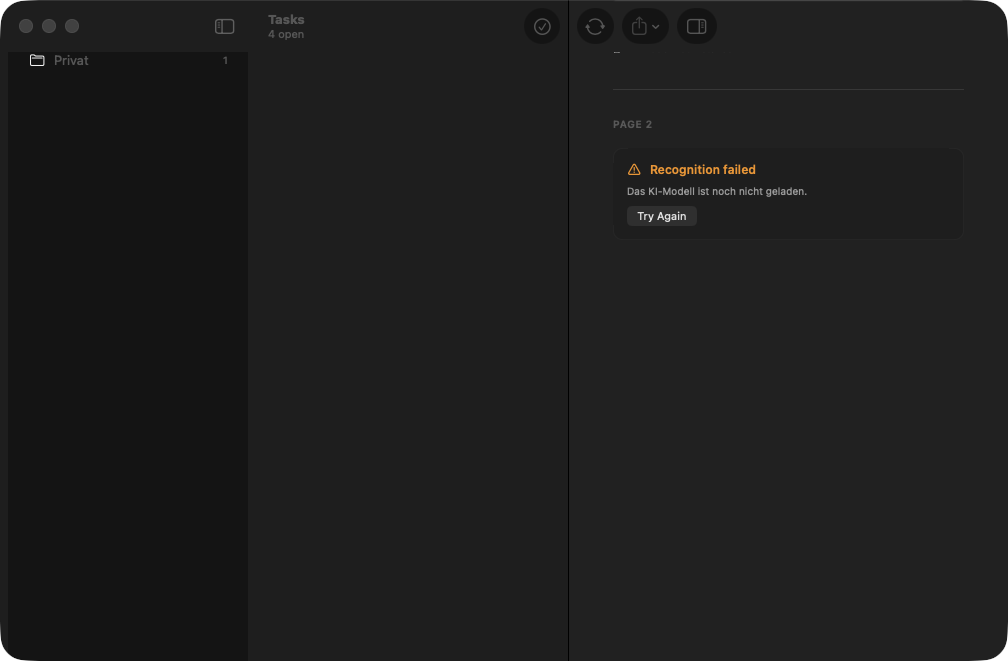 Tasks
4 open
Privat 1
–
PAGE 2
Recognition failed
Das KI-Modell ist noch nicht geladen.
Try Again